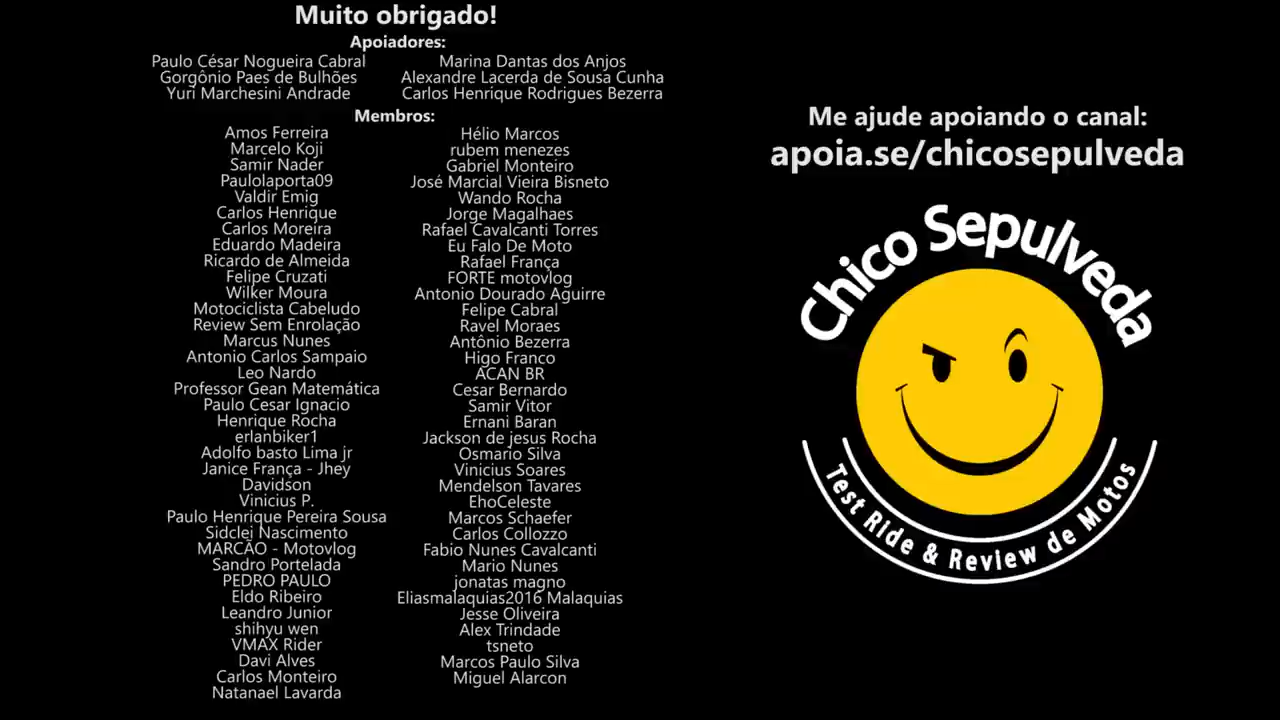 Muito obrigado!
Apoiadores:
Paulo César Nogueira Cabral
Gorgônio Paes de Bulhões
Yuri Marchesini Andrade
Marina Dantas dos Anjos
Alexandre Lacerda de Sousa Cunha
Carlos Henrique Rodrigues Bezerra
Membros:
Amos Ferreira
Marcelo Koji
Samir Nader
Paulolaporta09
Valdir Emig
Carlos Henrique
Carlos Moreira
Eduardo Madeira
Ricardo de Almeida
Felipe Cruzati
Wilker Moura
Motociclista Cabeludo
Review Sem Enrolação
Marcus Nunes
Antonio Carlos Sampaio
Leo Nardo
Professor Gean Matemática
Paulo Cesar Ignacio
Henrique Rocha
erlanbiker1
Adolfo basto Lima jr
Janice França - Jhey
Davidson
Vinicius P.
Paulo Henrique Pereira Sousa
Sidclei Nascimento
MARCÃO - Motovlog
Sandro Portelada
PEDRO PAULO
Eldo Ribeiro
Leandro Junior
shihyu wen
VMAX Rider
Davi Alves
Carlos Monteiro
Natanael Lavarda
Hélio Marcos
rubem menezes
Gabriel Monteiro
José Marcial Vieira Bisneto
Wando Rocha
Jorge Magalhaes
Rafael Cavalcanti Torres
Eu Falo De Moto
Rafael França
FORTE motovlog
Antonio Dourado Aguirre
Felipe Cabral
Ravel Moraes
Antônio Bezerra
Higo Franco
ACAN BR
Cesar Bernardo
Samir Vitor
Ernani Baran
Jackson de jesus Rocha
Osmario Silva
Vinicius Soares
Mendelson Tavares
EhoCeleste
Marcos Schaefer
Carlos Collozzo
Fabio Nunes Cavalcanti
Mario Nunes
jonatas magno
Eliasmalaquias2016 Malaquias
Jesse Oliveira
Alex Trindade
tsneto
Marcos Paulo Silva
Miguel Alarcon
Me ajude apoiando o canal:
apoia.se/chicosepulveda
Chico Sepulveda
Test Ride & Review de Motos